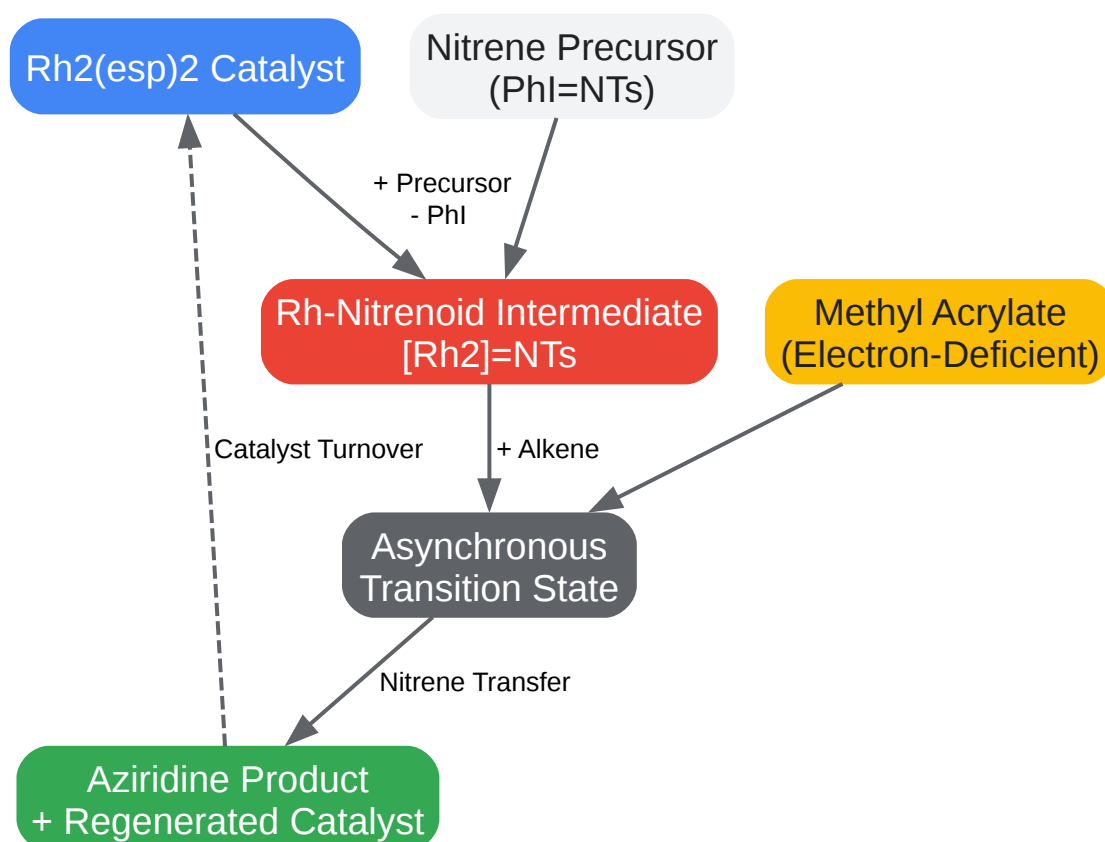 Rh2(esp)2 Catalyst
Nitrene Precursor
(PhI=NTs)
+ Precursor
- PhI
Rh-Nitrenoid Intermediate
[Rh2]=NTs
Methyl Acrylate
(Electron-Deficient)
Catalyst Turnover
+ Alkene
Asynchronous
Transition State
Nitrene Transfer
Aziridine Product
+ Regenerated Catalyst